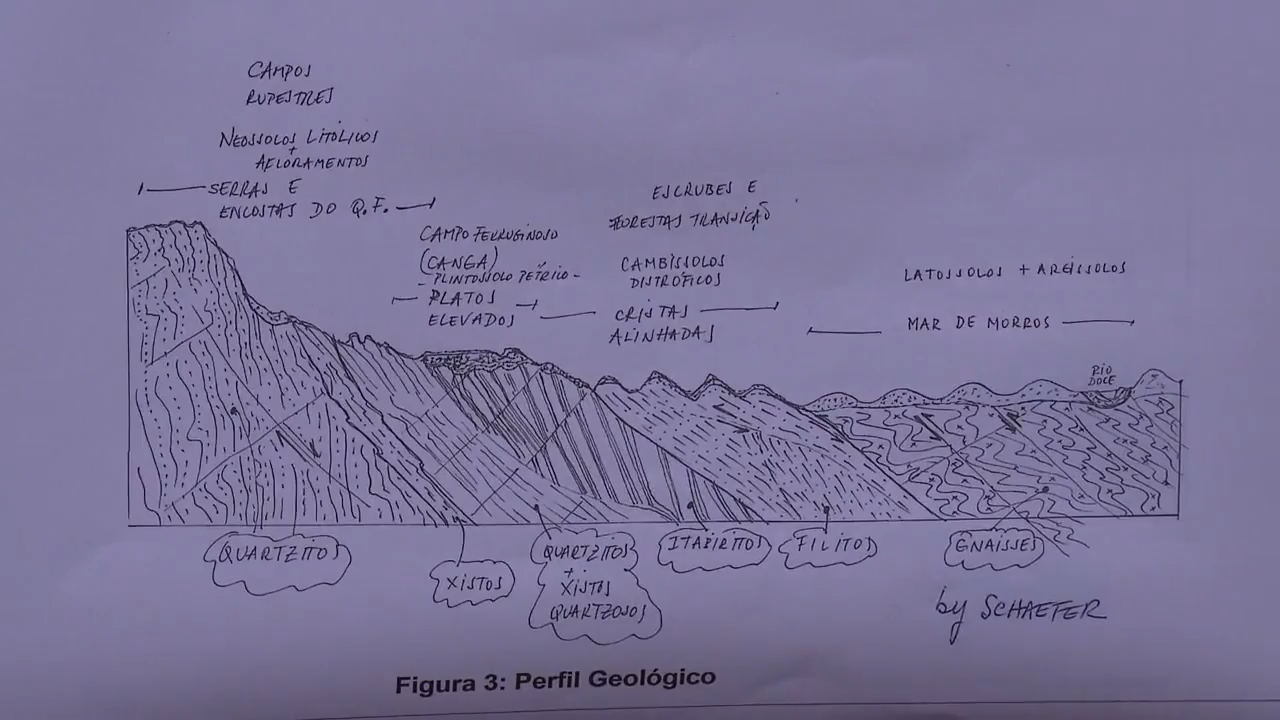 CAMPOS
RUPESTRES
NEOSSOLOS LITÓLICOS
+
AFLORAMENTOS
SERRAS E
ENCOSTAS DO Q.F.
CAMPO FERRUGINOSO
(CANGA)
- PLINTOSSOLO PÉTRICO -
PLATOS
ELEVADOS
ESCRUBES E
FLORESTAS TRANSIÇÃO
CAMBISSOLOS
DISTRÓFICOS
CRISTAS
ALINHADAS
LATOSSOLOS + AREISSOLOS
MAR DE MORROS
RIO
DOCE
QUARTZITOS
XISTOS
QUARTZITOS
+
XISTOS
QUARTZOSOS
ITABIRITOS
FILITOS
GNAISSES
by SCHAEFER
Figura 3: Perfil Geológico